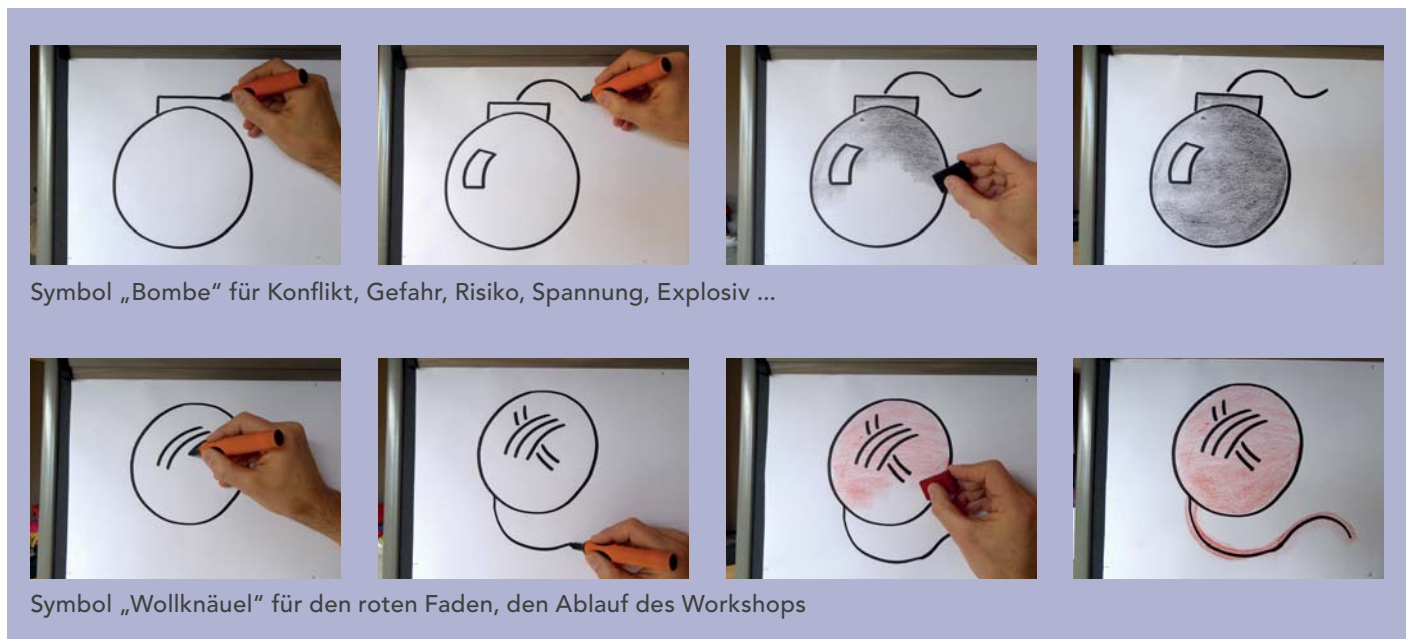 Symbol „Bombe“ für Konflikt, Gefahr, Risiko, Spannung, Explosiv ...
Symbol „Wollknäuel“ für den roten Faden, den Ablauf des Workshops